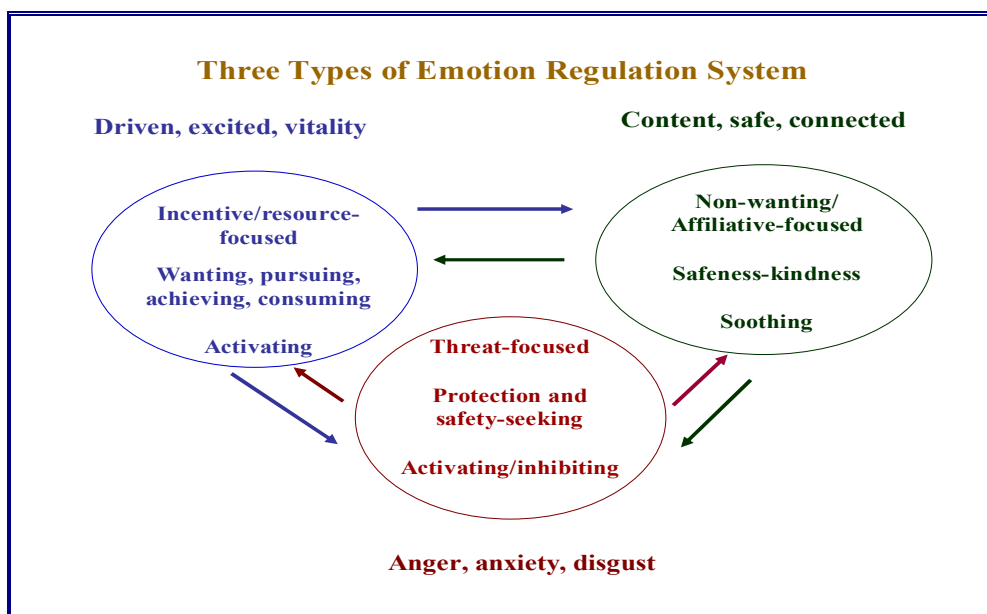 Three Types of Emotion Regulation System
Driven, excited, vitality
Content, safe, connected
Incentive/resource-
focused
Wanting, pursuing,
achieving, consuming
Activating
Non-wanting/
Affiliative-focused
Safeness-kindness
Soothing
Threat-focused
Protection and
safety-seeking
Activating/inhibiting
Anger, anxiety, disgust